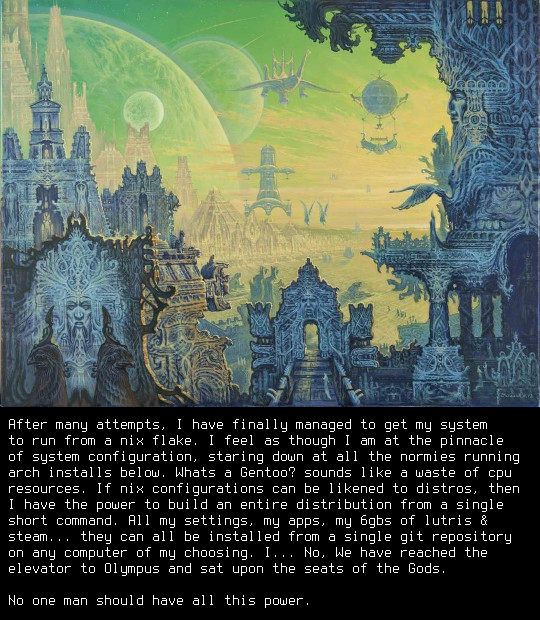 After many attempts, I have finally managed to get my system
to run from a nix flake. I feel as though I am at the pinnacle
of system configuration, staring down at all the normies running
arch installs below. Whats a Gentoo? sounds like a waste of cpu
resources. If nix configurations can be likened to distros, then
I have the power to build an entire distribution from a single
short command. All my settings, my apps, my 6gbs of lutris &
steam... they can all be installed from a single git repository
on any computer of my choosing. I... No, We have reached the
elevator to Olympus and sat upon the seats of the Gods.
No one man should have all this power.